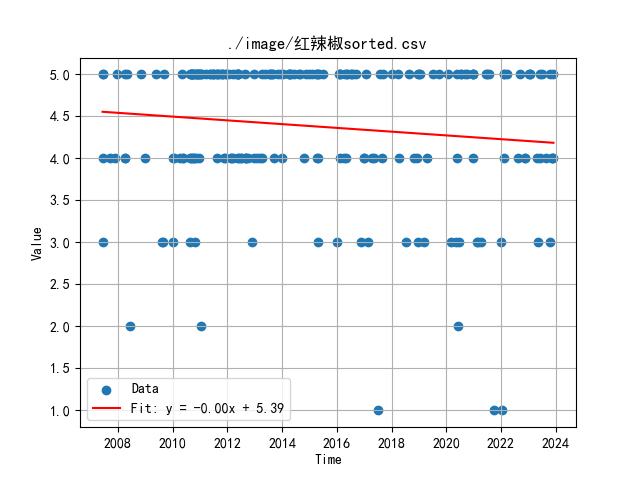 ./image/红辣椒sorted.csv
Value
5.0
4.5
4.0
3.5
3.0
2.5
2.0
1.5
1.0
Data
Fit: y = -0.00x + 5.39
2008 2010 2012 2014 2016 2018 2020 2022 2024
Time